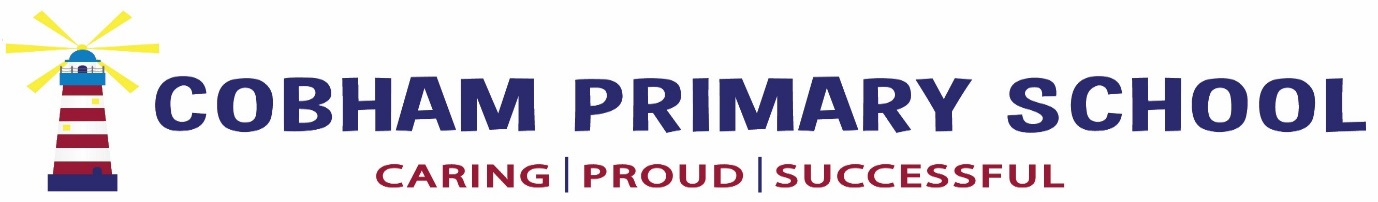 COBHAM PRIMARY SCHOOL
CARING | PROUD | SUCCESSFUL